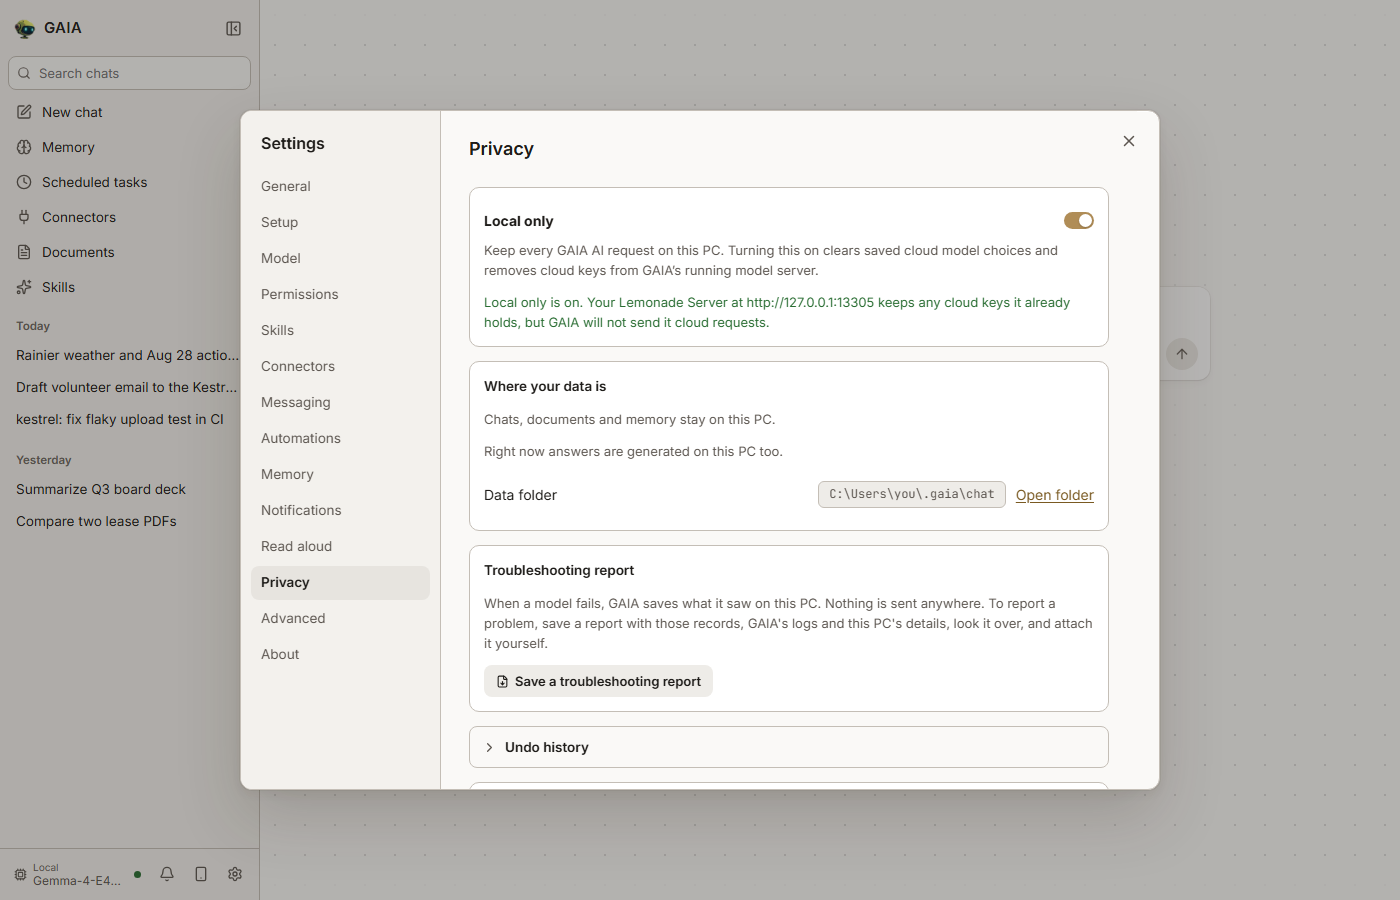 GAIA
Search chats
New chat
Memory
Scheduled tasks
Connectors
Documents
Skills
Today
Rainier weather and Aug 28 actio...
Draft volunteer email to the Kestr...
kestrel: fix flaky upload test in CI
Yesterday
Summarize Q3 board deck
Compare two lease PDFs
Local
Gemma-4-E4...
Settings
General
Setup
Model
Permissions
Skills
Connectors
Messaging
Automations
Memory
Notifications
Read aloud
Privacy
Advanced
About
Privacy
Local only
Keep every GAIA AI request on this PC. Turning this on clears saved cloud model choices and
removes cloud keys from GAIA's running model server.
Local only is on. Your Lemonade Server at http://127.0.0.1:13305 keeps any cloud keys it already
holds, but GAIA will not send it cloud requests.
Where your data is
Chats, documents and memory stay on this PC.
Right now answers are generated on this PC too.
Data folder
C:\Users\you\.gaia\chat
Open folder
Troubleshooting report
When a model fails, GAIA saves what it saw on this PC. Nothing is sent anywhere. To report a
problem, save a report with those records, GAIA's logs and this PC's details, look it over, and attach
it yourself.
Save a troubleshooting report
Undo history